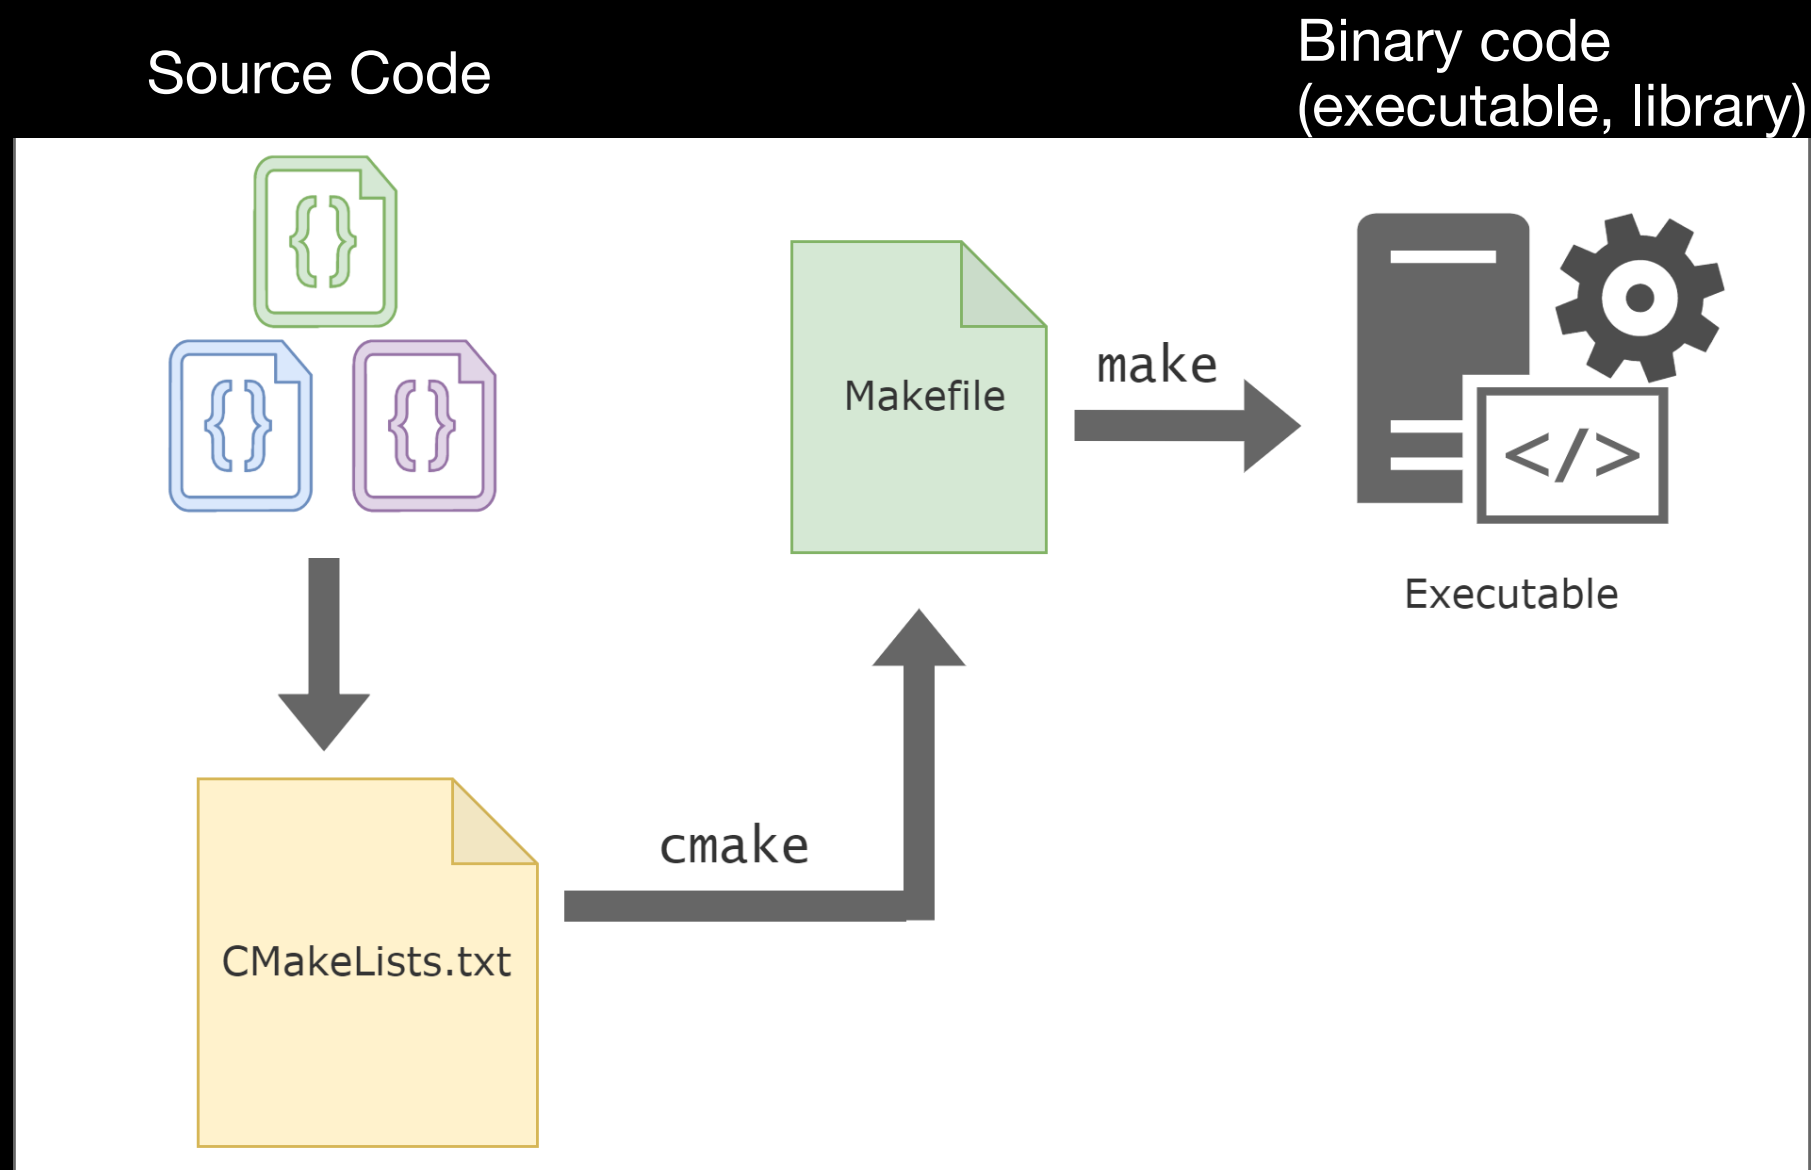 Source Code
Binary code
(executable, library)
Makefile
make
</>
Executable
cmake
CMakeLists.txt